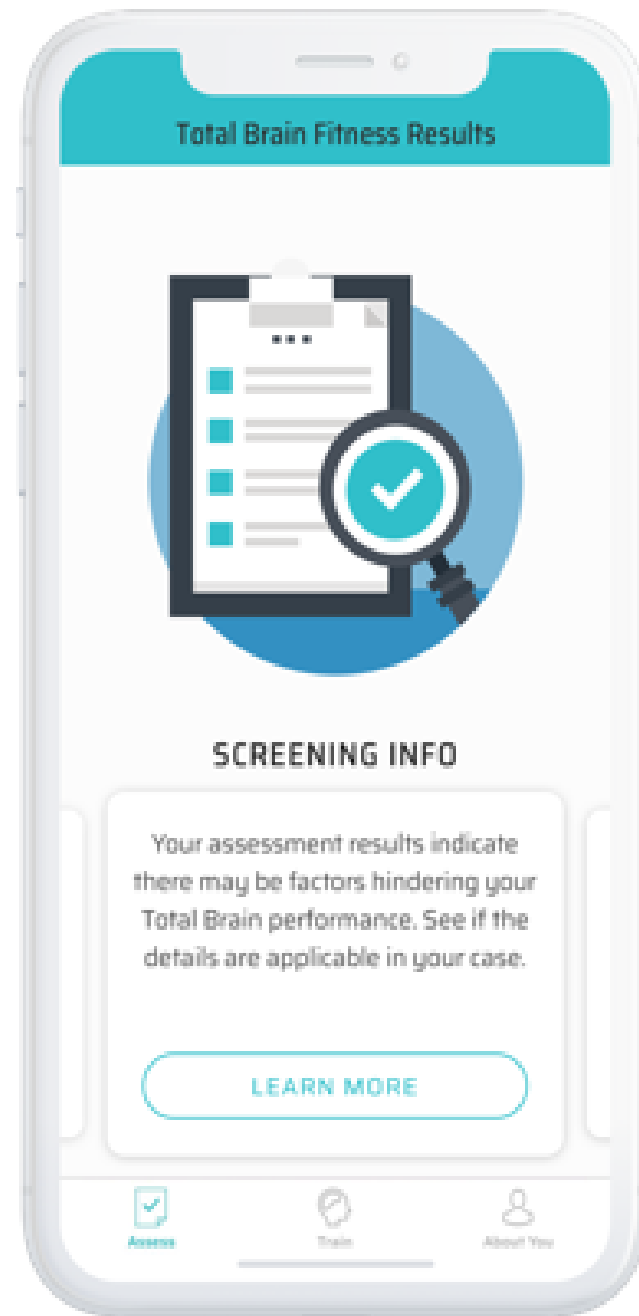 Total Brain Fitness Results
SCREENING INFO
Your assessment results indicate
there may be factors hindering your
Total Brain performance. See if the
details are applicable in your case.
LEARN MORE
Assess
Train
About You